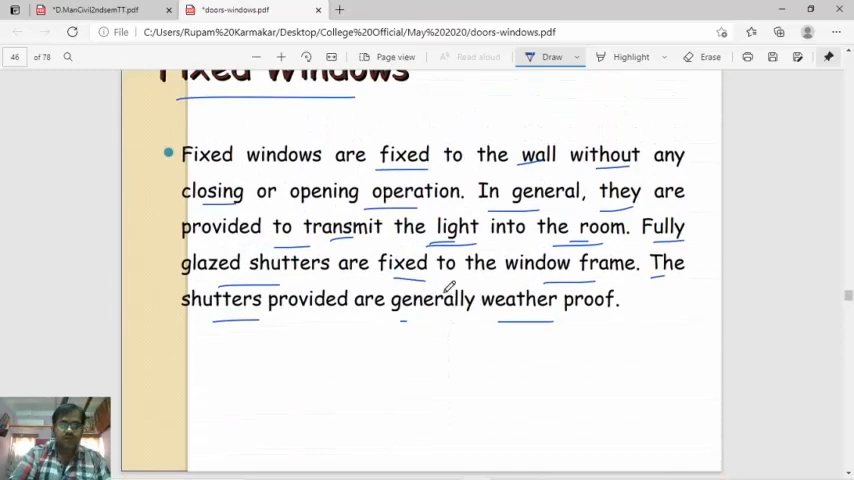 *D.ManCivil2ndsemTT.pdf
*doors-windows.pdf
File
C:/Users/Rupam%20Karmakar/Desktop/College%20Official/May%202020/doors-windows.pdf
46 of 78
Page view
Read aloud
Draw
Highlight
Erase
Fixed Windows
Fixed windows are fixed to the wall without any
closing or opening operation. In general, they are
provided to transmit the light into the room. Fully
glazed shutters are fixed to the window frame. The
shutters provided are generally weather proof.